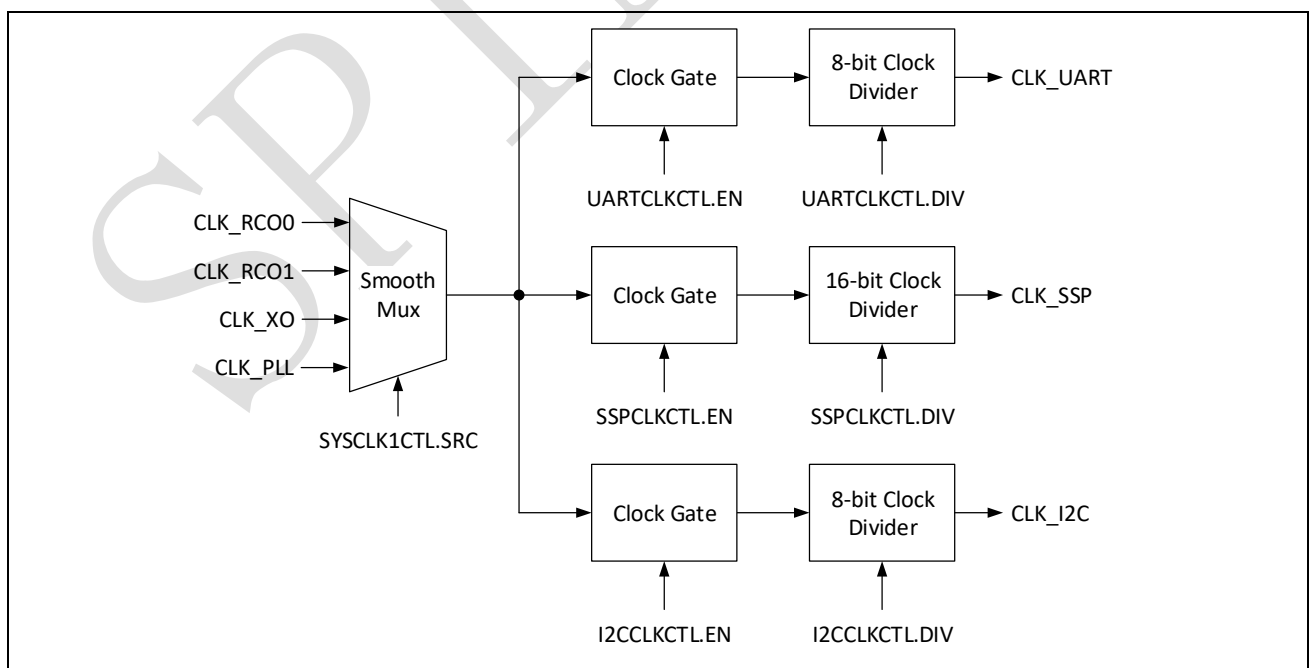 Clock Gate
8-bit Clock
Divider
CLK_UART
UARTCLKCTL.EN
UARTCLKCTL.DIV
CLK_RCO0
CLK_RCO1
CLK_XO
CLK_PLL
Smooth
Mux
SYSCLK1CTL.SRC
Clock Gate
16-bit Clock
Divider
CLK_SSP
SSPCLKCTL.EN
SSPCLKCTL.DIV
Clock Gate
8-bit Clock
Divider
CLK_I2C
I2CCLKCTL.EN
I2CCLKCTL.DIV